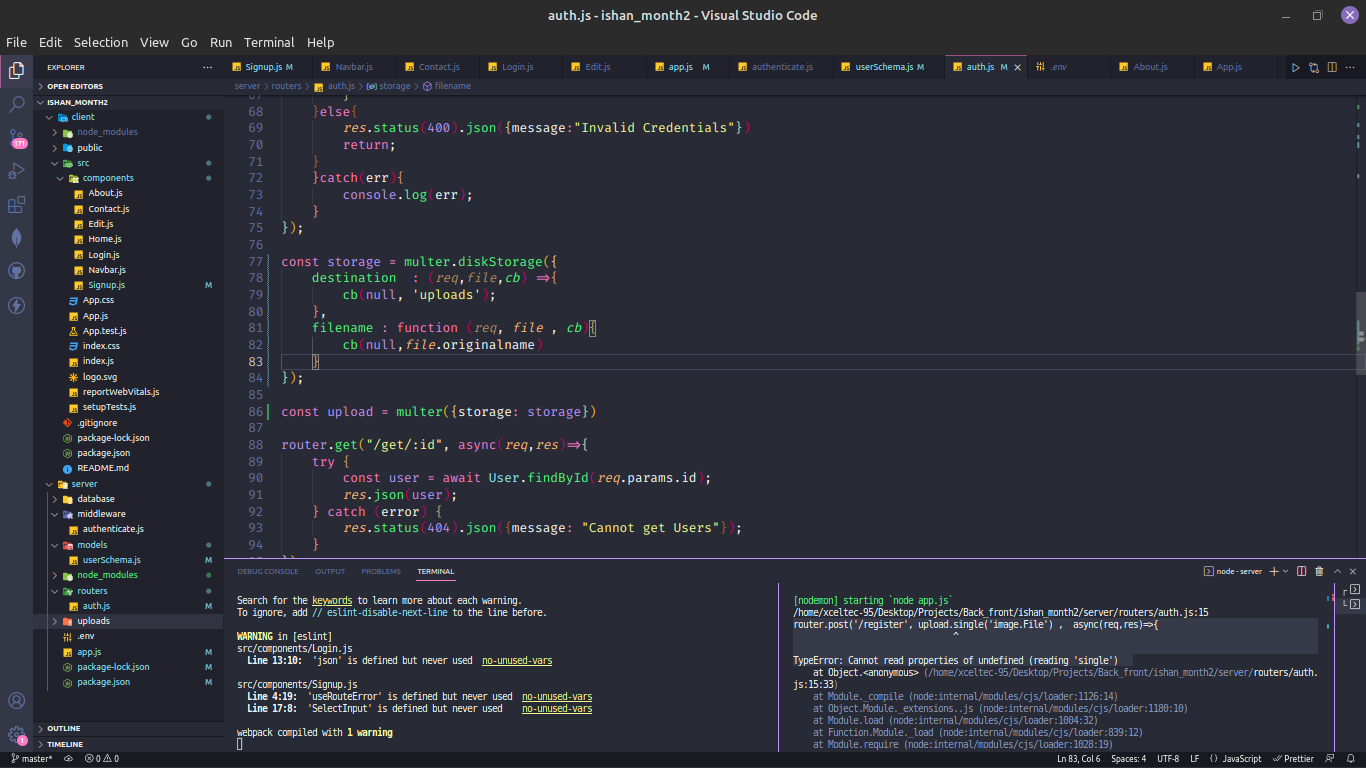 auth.js - ishan_month2 - Visual Studio Code
File Edit Selection View Go Run Terminal Help
EXPLORER ...
Signup.js M Navbar.js Contact.js Login.js Edit.js app.js M authenticate.js userSchema.js M auth.js M .env About.js App.js
OPEN EDITORS
server > routers > auth.js > storage > filename
ISHAN_MONTH2
client
node_modules
public
src
components
About.js
Contact.js
Edit.js
Home.js
Login.js
Navbar.js
Signup.js M
App.css
App.js
App.test.js
index.css
index.js
logo.svg
reportWebVitals.js
setupTests.js
.gitignore
package-lock.json
package.json
README.md
server
database
middleware
authenticate.js
models
userSchema.js M
node_modules
routers
auth.js M
uploads
.env
app.js M
package-lock.json M
package.json M
OUTLINE
TIMELINE
171
1
67 }
68 }else{
69 res.status(400).json({message:"Invalid Credentials"})
70 return;
71 }
72 }catch(err){
73 console.log(err);
74 }
75 });
76
77 const storage = multer.diskStorage({
78 destination : (req,file,cb) =>{
79 cb(null, 'uploads');
80 },
81 filename : function (req, file , cb){
82 cb(null,file.originalname)
83 }
84 });
85
86 const upload = multer({storage: storage})
87
88 router.get("/get/:id", async(req,res)=>{
89 try {
90 const user = await User.findById(req.params.id);
91 res.json(user);
92 } catch (error) {
93 res.status(404).json({message: "Cannot get Users"});
94 }
DEBUG CONSOLE OUTPUT PROBLEMS TERMINAL
node - server
Search for the keywords to learn more about each warning.
To ignore, add // eslint-disable-next-line to the line before.
WARNING in [eslint]
src/components/Login.js
Line 13:10: 'json' is defined but never used no-unused-vars
src/components/Signup.js
Line 4:19: 'useRouteError' is defined but never used no-unused-vars
Line 17:8: 'SelectInput' is defined but never used no-unused-vars
webpack compiled with 1 warning
[nodemon] starting `node app.js`
/home/xceltec-95/Desktop/Projects/Back_front/ishan_month2/server/routers/auth.js:15
router.post('/register', upload.single('image.File') , async(req,res)=>{
^
TypeError: Cannot read properties of undefined (reading 'single')
at Object.<anonymous> (/home/xceltec-95/Desktop/Projects/Back_front/ishan_month2/server/routers/auth.
js:15:33)
at Module._compile (node:internal/modules/cjs/loader:1126:14)
at Object.Module._extensions..js (node:internal/modules/cjs/loader:1180:10)
at Module.load (node:internal/modules/cjs/loader:1004:32)
at Function.Module._load (node:internal/modules/cjs/loader:839:12)
at Module.require (node:internal/modules/cjs/loader:1028:19)
master* 0 0 Ln 83, Col 6 Spaces: 4 UTF-8 LF {} JavaScript Prettier